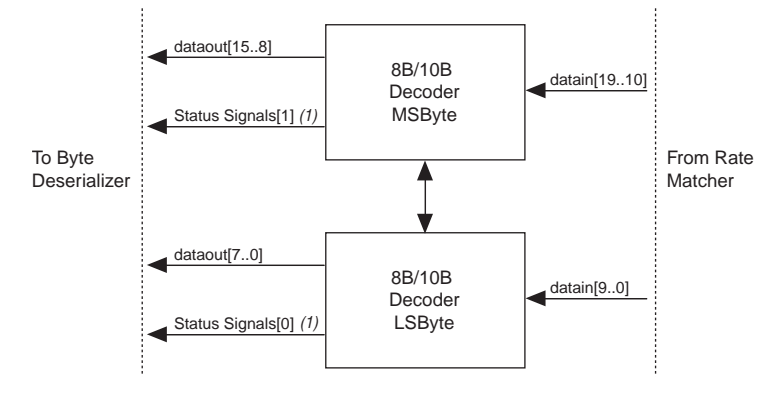 dataout[15..8]
8B/10B
Decoder
MSByte
datain[19..10]
Status Signals[1] (1)
To Byte
Deserializer
From Rate
Matcher
dataout[7..0]
8B/10B
Decoder
LSByte
datain[9..0]
Status Signals[0] (1)